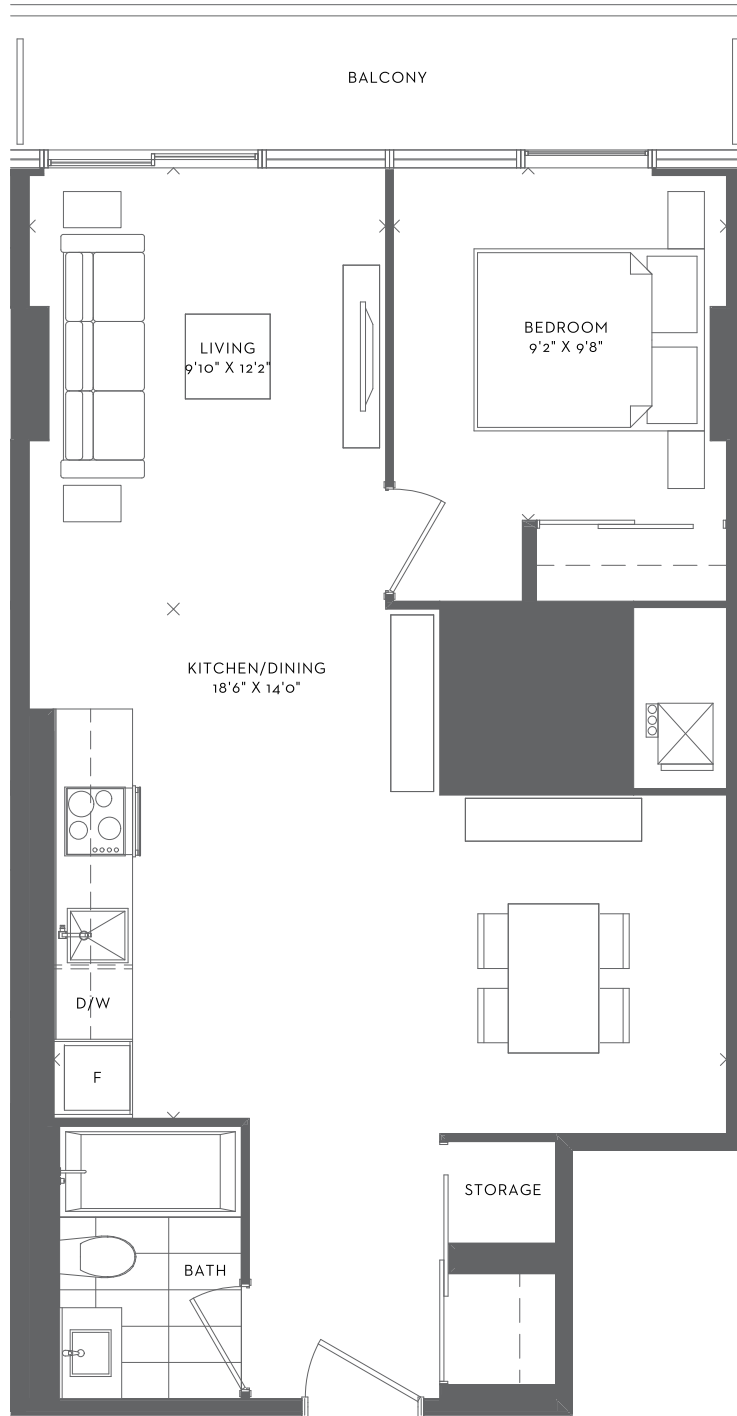 BALCONY
LIVING
9'10" X 12'2"
BEDROOM
9'2" X 9'8"
KITCHEN/DINING
18'6" X 14'0"
D/W
F
STORAGE
BATH